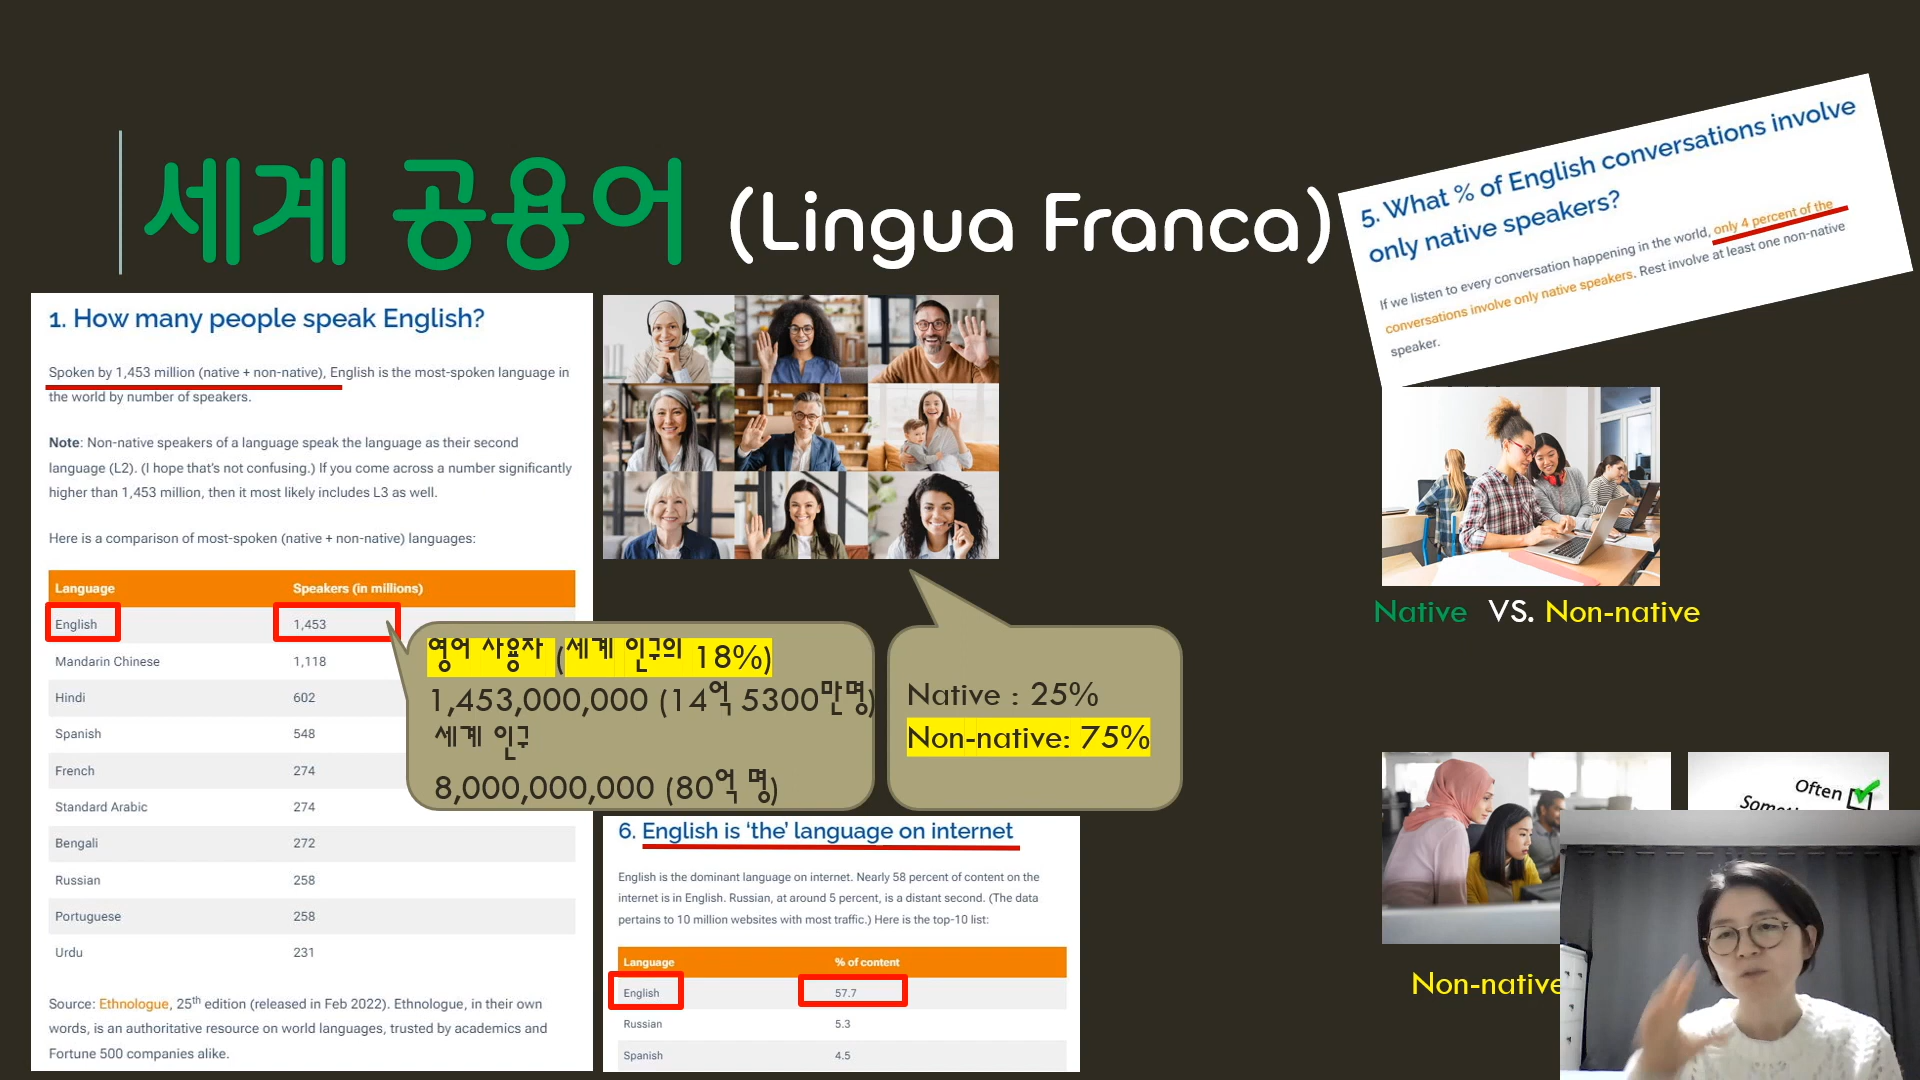 세계 공용어 (Lingua Franca)
5. What % of English conversations involve
only native speakers?
If we listen to every conversation happening in the world, only 4 percent of the
conversations involve only native speakers. Rest involve at least one non-native
speaker.
1. How many people speak English?
Spoken by 1,453 million (native + non-native), English is the most-spoken language in
the world by number of speakers.
Note: Non-native speakers of a language speak the language as their second
language (L2). (I hope that's not confusing.) If you come across a number significantly
higher than 1,453 million, then it most likely includes L3 as well.
Here is a comparison of most-spoken (native + non-native) languages:
Language Speakers (in millions)
English 1,453
Mandarin Chinese 1,118
Hindi 602
Spanish 548
French 274
Standard Arabic 274
Bengali 272
Russian 258
Portuguese 258
Urdu 231
Source: Ethnologue, 25th edition (released in Feb 2022). Ethnologue, in their own
words, is an authoritative resource on world languages, trusted by academics and
Fortune 500 companies alike.
영어 사용자 (세계 인구의 18%)
1,453,000,000 (14억 5300만명)
세계 인구
8,000,000,000 (80억 명)
Native : 25%
Non-native: 75%
6. English is 'the' language on internet
English is the dominant language on internet. Nearly 58 percent of content on the
internet is in English. Russian, at around 5 percent, is a distant second. (The data
pertains to 10 million websites with most traffic.) Here is the top-10 list:
Language % of content
English 57.7
Russian 5.3
Spanish 4.5
Native VS. Non-native
Often
Non-native